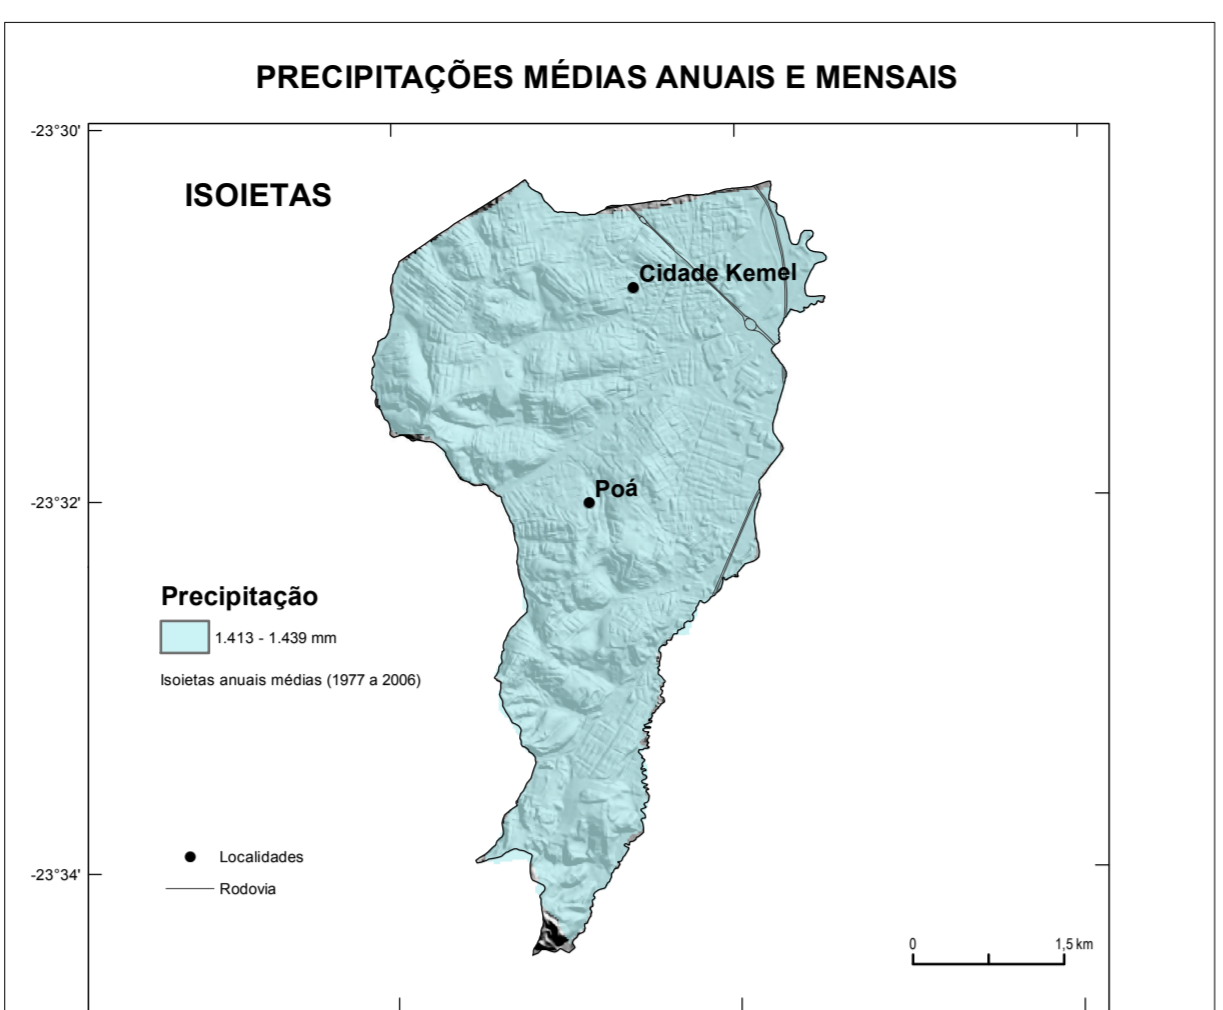 PRECIPITAÇÕES MÉDIAS ANUAIS E MENSAIS
-23°30'
ISOIETAS
Cidade Kemel
Poá
-23°32'
Precipitação
1.413 - 1.439 mm
Isoietas anuais médias (1977 a 2006)
Localidades
-23°34'
Rodovia
0 1,5 km